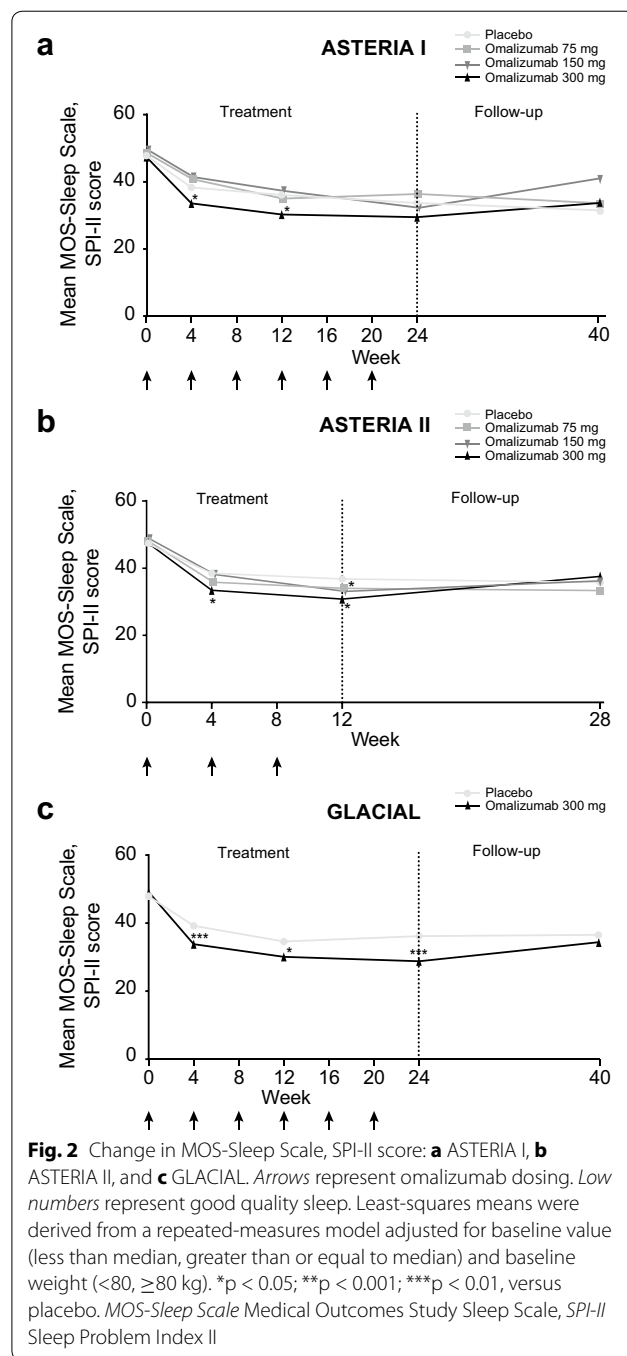 a
ASTERIA I
Placebo
Omalizumab 75 mg
Omalizumab 150 mg
Omalizumab 300 mg
Treatment
Follow-up
Mean MOS-Sleep Scale,
SPI-II score
60
40
20
0
*
*
0 4 8 12 16 20 24 40
Week
b
ASTERIA II
Placebo
Omalizumab 75 mg
Omalizumab 150 mg
Omalizumab 300 mg
Treatment
Follow-up
Mean MOS-Sleep Scale,
SPI-II score
60
40
20
0
*
*
*
0 4 8 12 28
Week
c
GLACIAL
Placebo
Omalizumab 300 mg
Treatment
Follow-up
Mean MOS-Sleep Scale,
SPI-II score
60
40
20
0
***
*
***
0 4 8 12 16 20 24 40
Week
Fig. 2 Change in MOS-Sleep Scale, SPI-II score: a ASTERIA I, b
ASTERIA II, and c GLACIAL. Arrows represent omalizumab dosing. Low
numbers represent good quality sleep. Least-squares means were
derived from a repeated-measures model adjusted for baseline value
(less than median, greater than or equal to median) and baseline
weight (<80, ≥80 kg). *p < 0.05; **p < 0.001; ***p < 0.01, versus
placebo. MOS-Sleep Scale Medical Outcomes Study Sleep Scale, SPI-II
Sleep Problem Index II